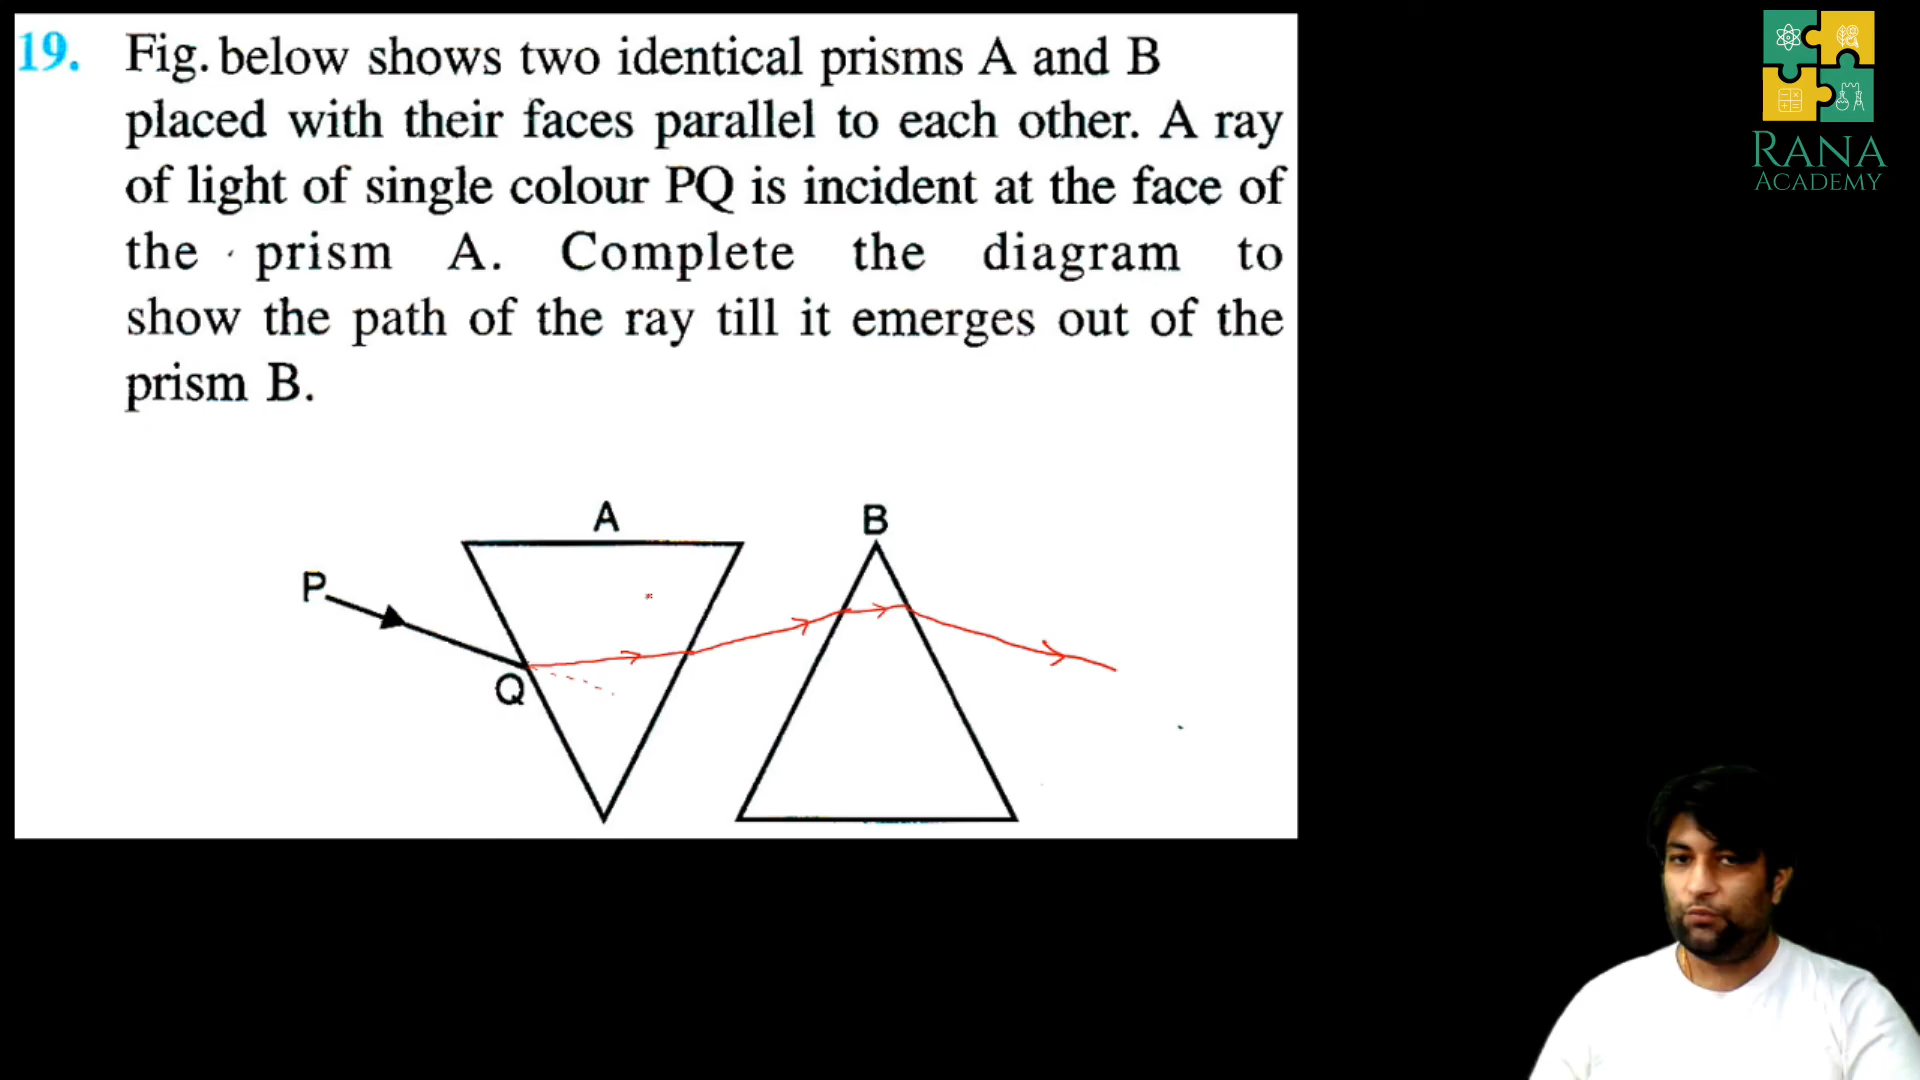 19. Fig. below shows two identical prisms A and B
placed with their faces parallel to each other. A ray
of light of single colour PQ is incident at the face of
the prism A. Complete the diagram to
show the path of the ray till it emerges out of the
prism B.
A
B
P
Q
RANA
ACADEMY